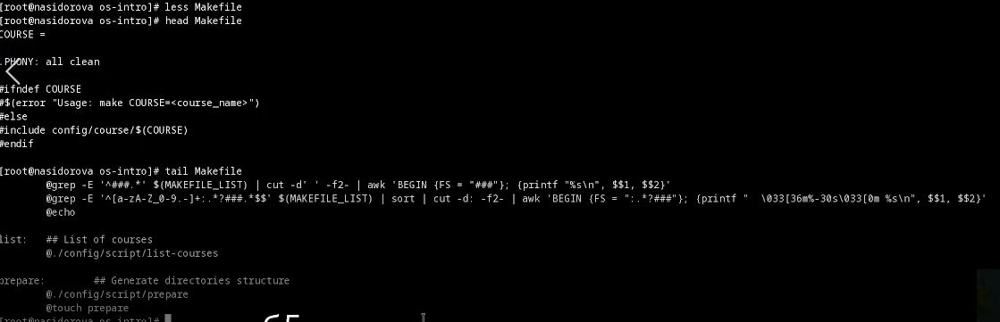 [root@nasidorova os-intro]# less Makefile
[root@nasidorova os-intro]# head Makefile
COURSE =
.PHONY: all clean
#ifndef COURSE
#$(error "Usage: make COURSE=<course_name>")
#else
#include config/course/$(COURSE)
#endif
[root@nasidorova os-intro]# tail Makefile
@grep -E '^###.*' $(MAKEFILE_LIST) | cut -d' ' -f2- | awk 'BEGIN {FS = "###"}; {printf "%s\n", $$1, $$2}'
@grep -E '^[a-zA-Z_0-9.-]+:.*?###.*$$' $(MAKEFILE_LIST) | sort | cut -d: -f2- | awk 'BEGIN {FS = ":.*?###"}; {printf "  \033[36m%-30s\033[0m %s\n", $$1, $$2}'
@echo
list:   ## List of courses
@./config/script/list-courses
prepare:        ## Generate directories structure
@./config/script/prepare
@touch prepare
[root@nasidorova os-intro]#